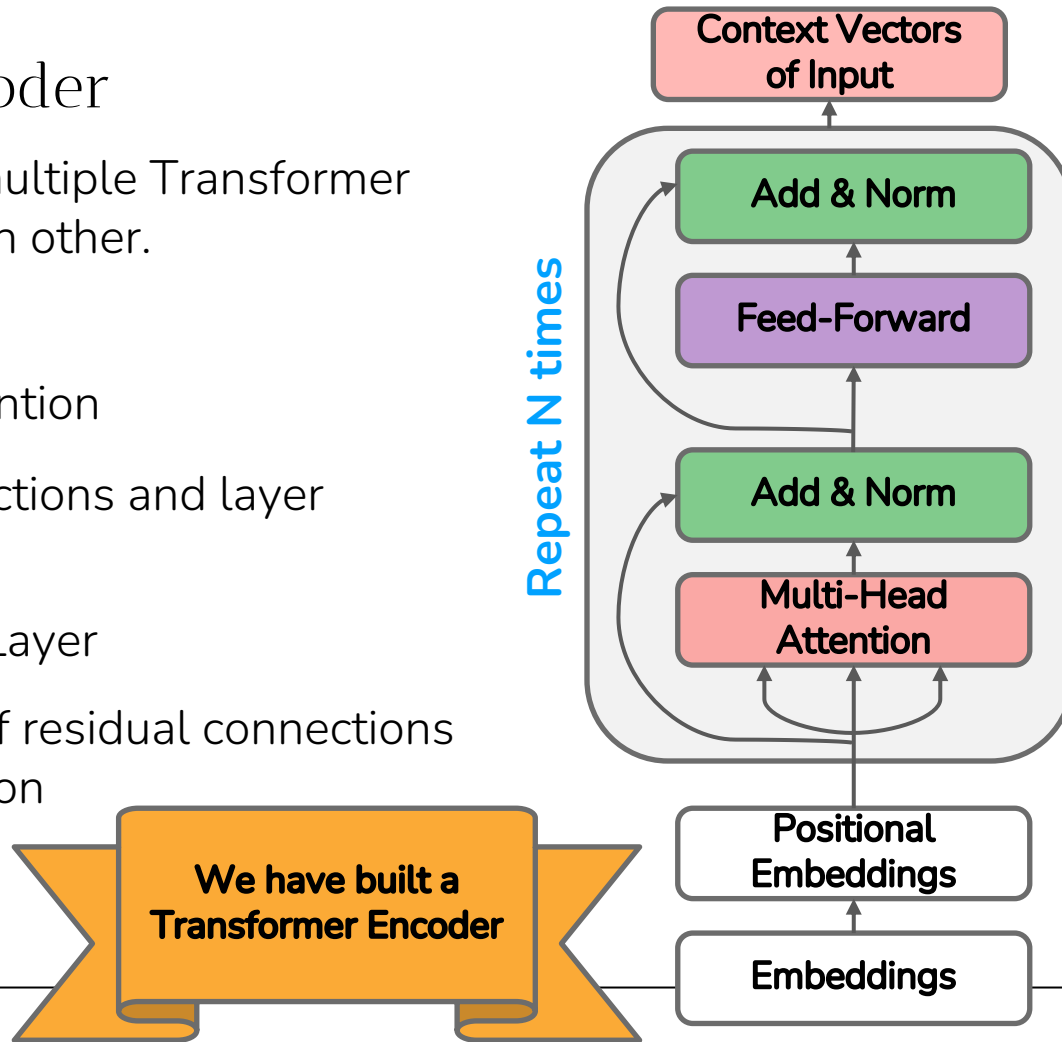 oder
ultiple Transformer
n other.
ntion
ctions and layer
Layer
f residual connections
on
We have built a
Transformer Encoder
Repeat N times
Context Vectors
of Input
Add & Norm
Feed-Forward
Add & Norm
Multi-Head
Attention
Positional
Embeddings
Embeddings